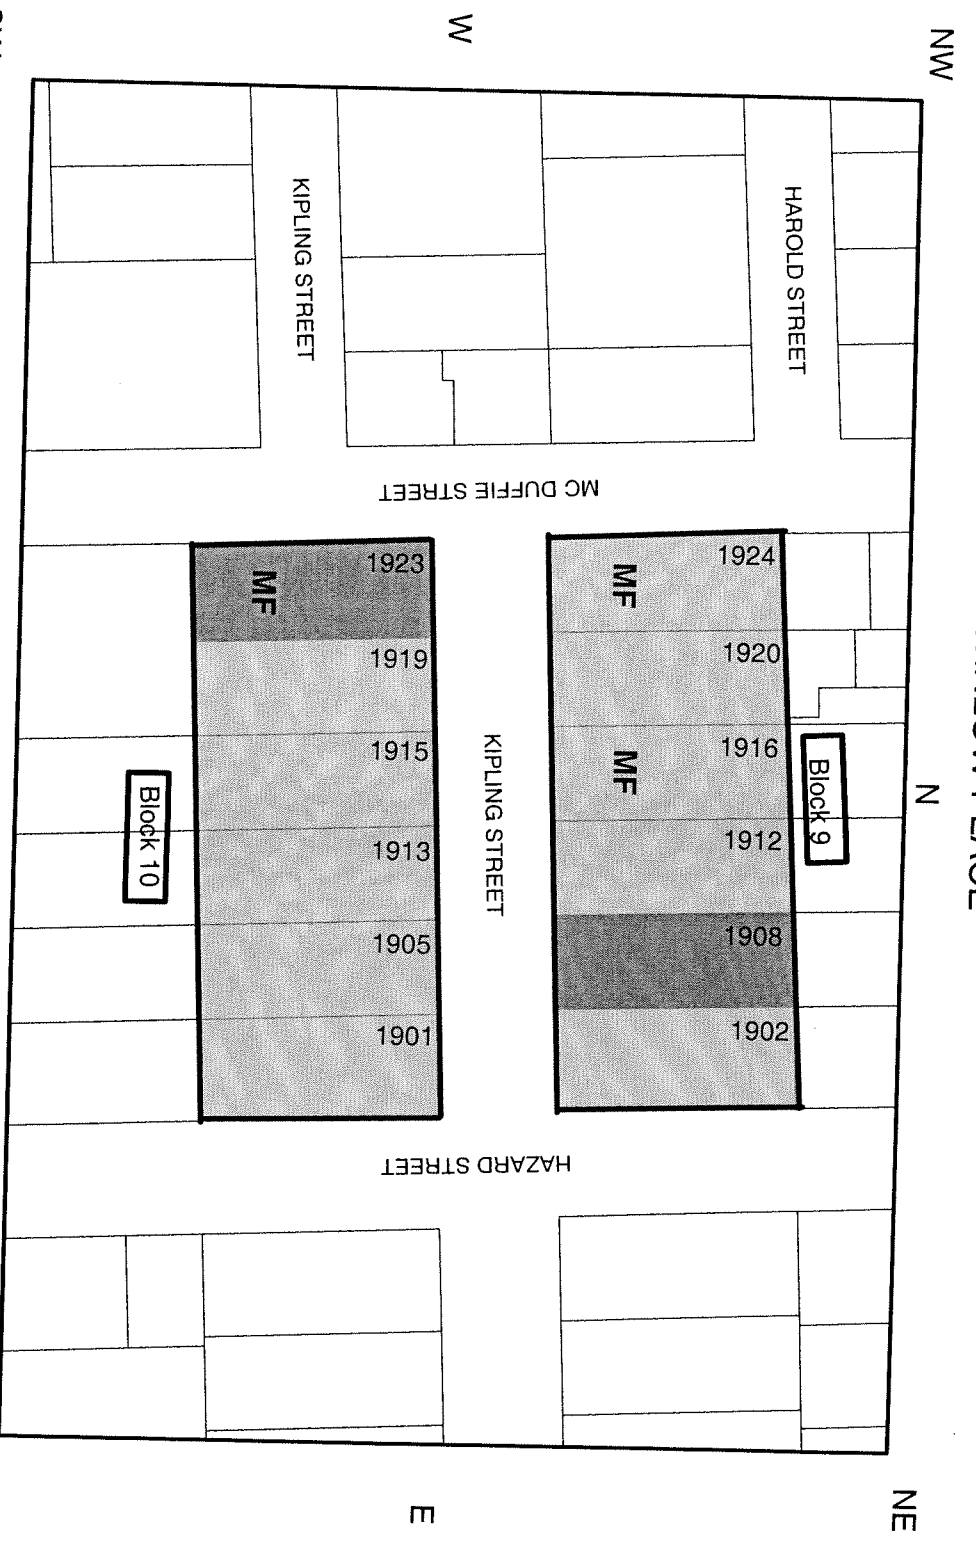 NW
N
NE
W
E
HAROLD STREET
KIPLING STREET
MC DUFFIE STREET
Block 9
1924
1920
1916
1912
1908
1902
MF
MF
KIPLING STREET
1923
1919
1915
1913
1905
1901
MF
Block 10
HAZARD STREET